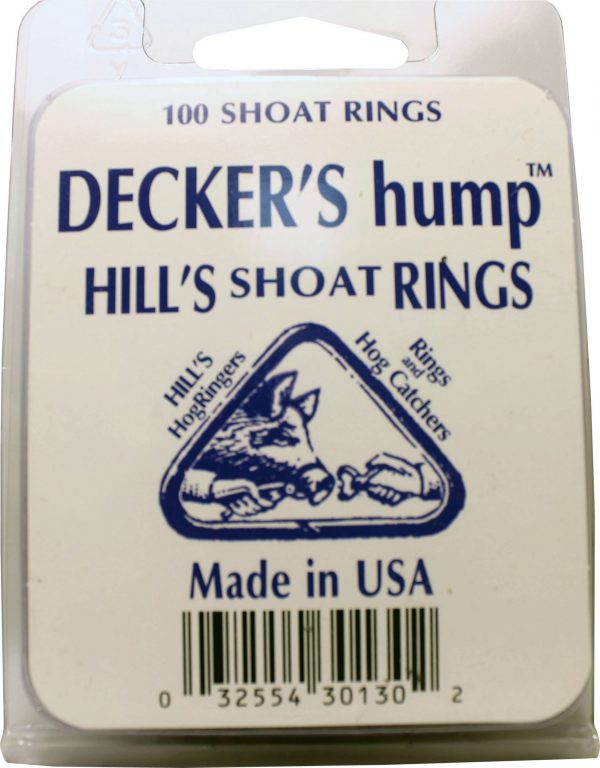 100 SHOAT RINGS
DECKER'S hump™
HILL'S SHOAT RINGS
HILL'S
HogRingers
Rings
and
Hog Catchers
Made in USA
0 32554 30130 2